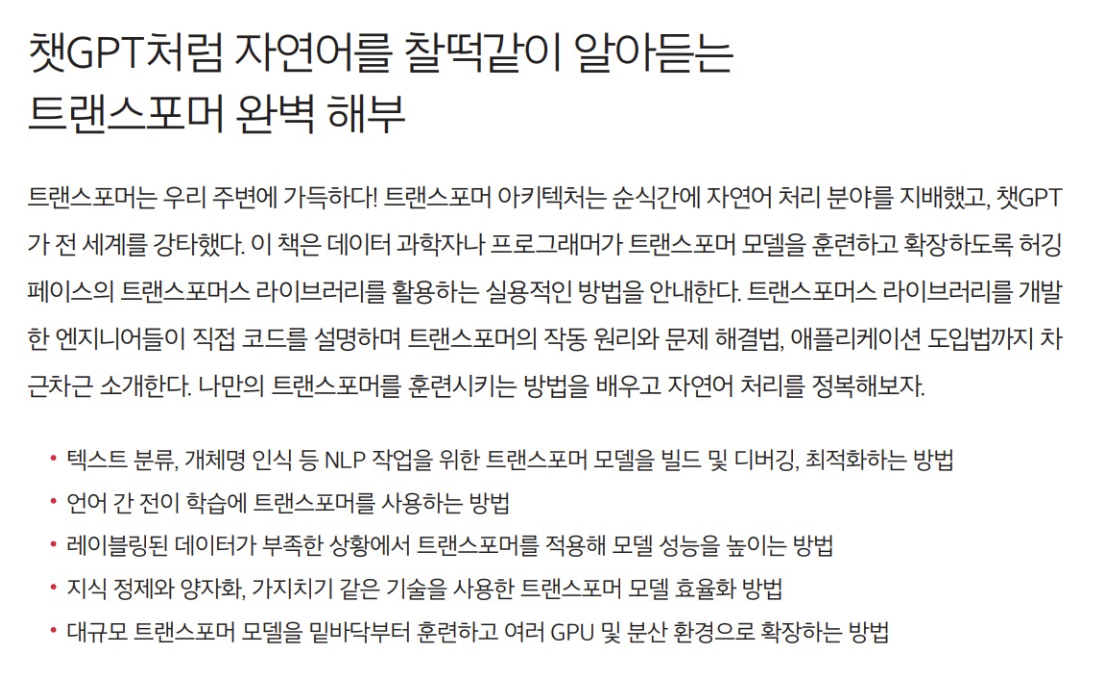 챗GPT처럼 자연어를 찰떡같이 알아듣는
트랜스포머 완벽 해부
트랜스포머는 우리 주변에 가득하다! 트랜스포머 아키텍처는 순식간에 자연어 처리 분야를 지배했고, 챗GPT
가 전 세계를 강타했다. 이 책은 데이터 과학자나 프로그래머가 트랜스포머 모델을 훈련하고 확장하도록 허깅
페이스의 트랜스포머스 라이브러리를 활용하는 실용적인 방법을 안내한다. 트랜스포머스 라이브러리를 개발
한 엔지니어들이 직접 코드를 설명하며 트랜스포머의 작동 원리와 문제 해결법, 애플리케이션 도입법까지 차
근차근 소개한다. 나만의 트랜스포머를 훈련시키는 방법을 배우고 자연어 처리를 정복해보자.
• 텍스트 분류, 개체명 인식 등 NLP 작업을 위한 트랜스포머 모델을 빌드 및 디버깅, 최적화하는 방법
• 언어 간 전이 학습에 트랜스포머를 사용하는 방법
• 레이블링된 데이터가 부족한 상황에서 트랜스포머를 적용해 모델 성능을 높이는 방법
• 지식 정제와 양자화, 가지치기 같은 기술을 사용한 트랜스포머 모델 효율화 방법
• 대규모 트랜스포머 모델을 밑바닥부터 훈련하고 여러 GPU 및 분산 환경으로 확장하는 방법